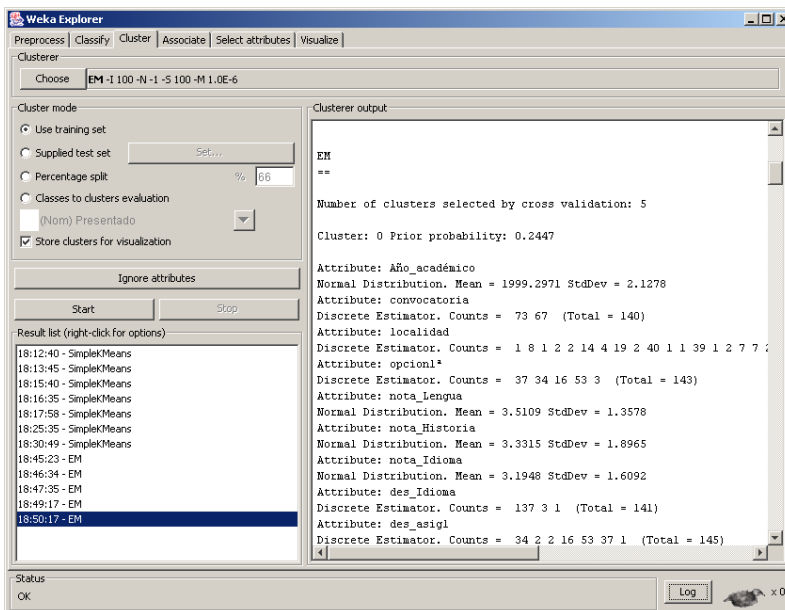 Weka Explorer
Preprocess Classify Cluster Associate Select attributes Visualize
Clusterer
Choose EM -I 100 -N -1 -S 100 -M 1.0E-6
Cluster mode
Use training set
Supplied test set Set...
Percentage split % 66
Classes to clusters evaluation
(Nom) Presentado
Store clusters for visualization
Ignore attributes
Start Stop
Result list (right-click for options)
18:12:40 - SimpleKMeans
18:13:45 - SimpleKMeans
18:15:40 - SimpleKMeans
18:16:35 - SimpleKMeans
18:17:58 - SimpleKMeans
18:25:35 - SimpleKMeans
18:30:49 - SimpleKMeans
18:45:23 - EM
18:46:34 - EM
18:47:35 - EM
18:49:17 - EM
18:50:17 - EM
Clusterer output
EM
==
Number of clusters selected by cross validation: 5
Cluster: 0 Prior probability: 0.2447
Attribute: Año_académico
Normal Distribution. Mean = 1999.2971 StdDev = 2.1278
Attribute: convocatoria
Discrete Estimator. Counts = 73 67 (Total = 140)
Attribute: localidad
Discrete Estimator. Counts = 1 8 1 2 2 14 4 19 2 40 1 1 39 1 2 7 7
Attribute: opcion1ª
Discrete Estimator. Counts = 37 34 16 53 3 (Total = 143)
Attribute: nota_Lengua
Normal Distribution. Mean = 3.5109 StdDev = 1.3578
Attribute: nota_Historia
Normal Distribution. Mean = 3.3315 StdDev = 1.8965
Attribute: nota_Idioma
Normal Distribution. Mean = 3.1948 StdDev = 1.6092
Attribute: des_Idioma
Discrete Estimator. Counts = 137 3 1 (Total = 141)
Attribute: des_asig1
Discrete Estimator. Counts = 34 2 2 16 53 37 1 (Total = 145)
Status
OK
Log x 0